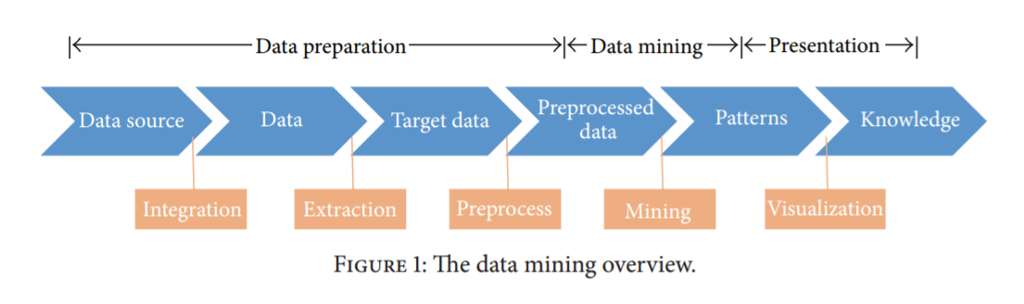 Data preparation Data mining Presentation
Data source Data Target data Preprocessed data Patterns Knowledge
Integration Extraction Preprocess Mining Visualization
FIGURE 1: The data mining overview.